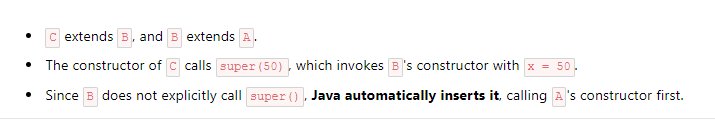 • C extends B, and B extends A.
• The constructor of C calls super(50), which invokes B's constructor with x = 50.
• Since B does not explicitly call super(), Java automatically inserts it, calling A's constructor first.